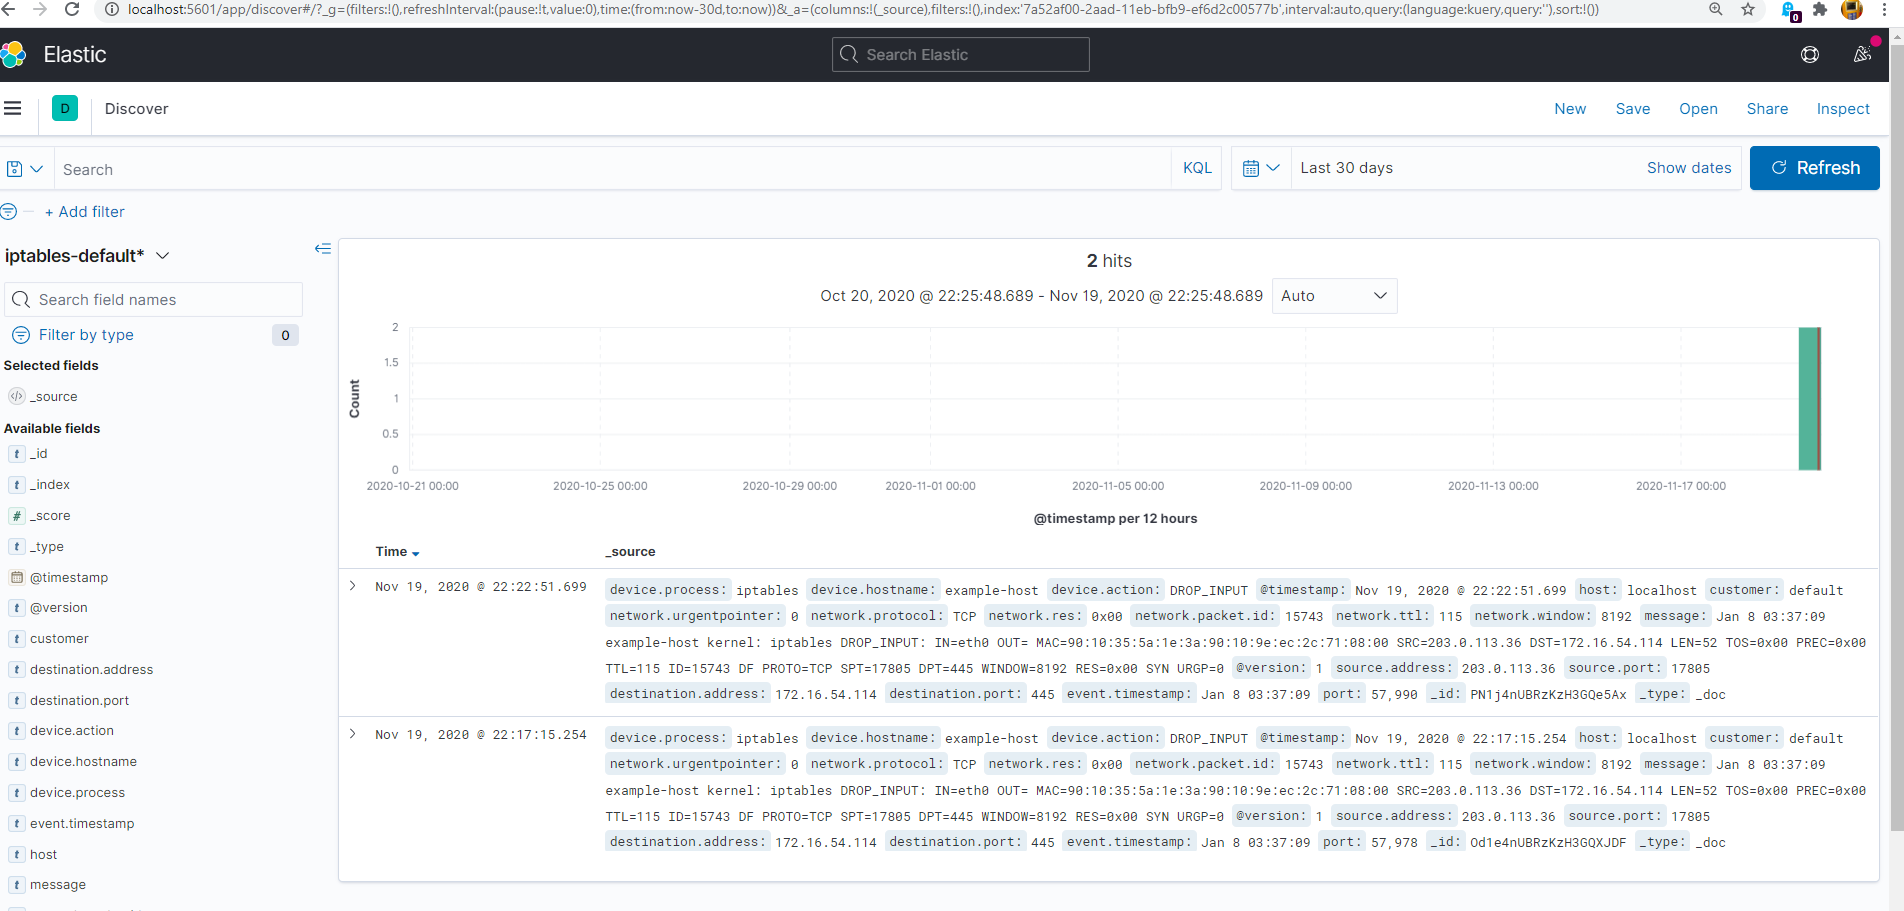 localhost:5601/app/discover#/?_g=(filters:!(),refreshInterval:(pause:!t,value:0),time:(from:now-30d,to:now))&_a=(columns:!(_source),filters:!(),index:'7a52af00-2aad-11eb-bfb9-ef6d2c00577b',interval:auto,query:(language:kuery,query:''),sort:!())
0
Elastic
Search Elastic
D
Discover
New Save Open Share Inspect
Search
KQL
Last 30 days
Show dates
Refresh
+ Add filter
iptables-default*
Search field names
Filter by type 0
Selected fields
_source
Available fields
_id
_index
_score
_type
@timestamp
@version
customer
destination.address
destination.port
device.action
device.hostname
device.process
event.timestamp
host
message
2 hits
Oct 20, 2020 @ 22:25:48.689 - Nov 19, 2020 @ 22:25:48.689 Auto
2
1.5
1
0.5
0
Count
2020-10-21 00:00 2020-10-25 00:00 2020-10-29 00:00 2020-11-01 00:00 2020-11-05 00:00 2020-11-09 00:00 2020-11-13 00:00 2020-11-17 00:00
@timestamp per 12 hours
Time _source
Nov 19, 2020 @ 22:22:51.699
device.process: iptables device.hostname: example-host device.action: DROP_INPUT @timestamp: Nov 19, 2020 @ 22:22:51.699 host: localhost customer: default
network.urgentpointer: 0 network.protocol: TCP network.res: 0x00 network.packet.id: 15743 network.ttl: 115 network.window: 8192 message: Jan 8 03:37:09
example-host kernel: iptables DROP_INPUT: IN=eth0 OUT= MAC=90:10:35:5a:1e:3a:90:10:9e:ec:2c:71:08:00 SRC=203.0.113.36 DST=172.16.54.114 LEN=52 TOS=0x00 PREC=0x00
TTL=115 ID=15743 DF PROTO=TCP SPT=17805 DPT=445 WINDOW=8192 RES=0x00 SYN URGP=0 @version: 1 source.address: 203.0.113.36 source.port: 17805
destination.address: 172.16.54.114 destination.port: 445 event.timestamp: Jan 8 03:37:09 port: 57,990 _id: PN1j4nUBRzKzH3GQe5Ax _type: _doc
Nov 19, 2020 @ 22:17:15.254
device.process: iptables device.hostname: example-host device.action: DROP_INPUT @timestamp: Nov 19, 2020 @ 22:17:15.254 host: localhost customer: default
network.urgentpointer: 0 network.protocol: TCP network.res: 0x00 network.packet.id: 15743 network.ttl: 115 network.window: 8192 message: Jan 8 03:37:09
example-host kernel: iptables DROP_INPUT: IN=eth0 OUT= MAC=90:10:35:5a:1e:3a:90:10:9e:ec:2c:71:08:00 SRC=203.0.113.36 DST=172.16.54.114 LEN=52 TOS=0x00 PREC=0x00
TTL=115 ID=15743 DF PROTO=TCP SPT=17805 DPT=445 WINDOW=8192 RES=0x00 SYN URGP=0 @version: 1 source.address: 203.0.113.36 source.port: 17805
destination.address: 172.16.54.114 destination.port: 445 event.timestamp: Jan 8 03:37:09 port: 57,978 _id: Od1e4nUBRzKzH3GQXJDF _type: _doc